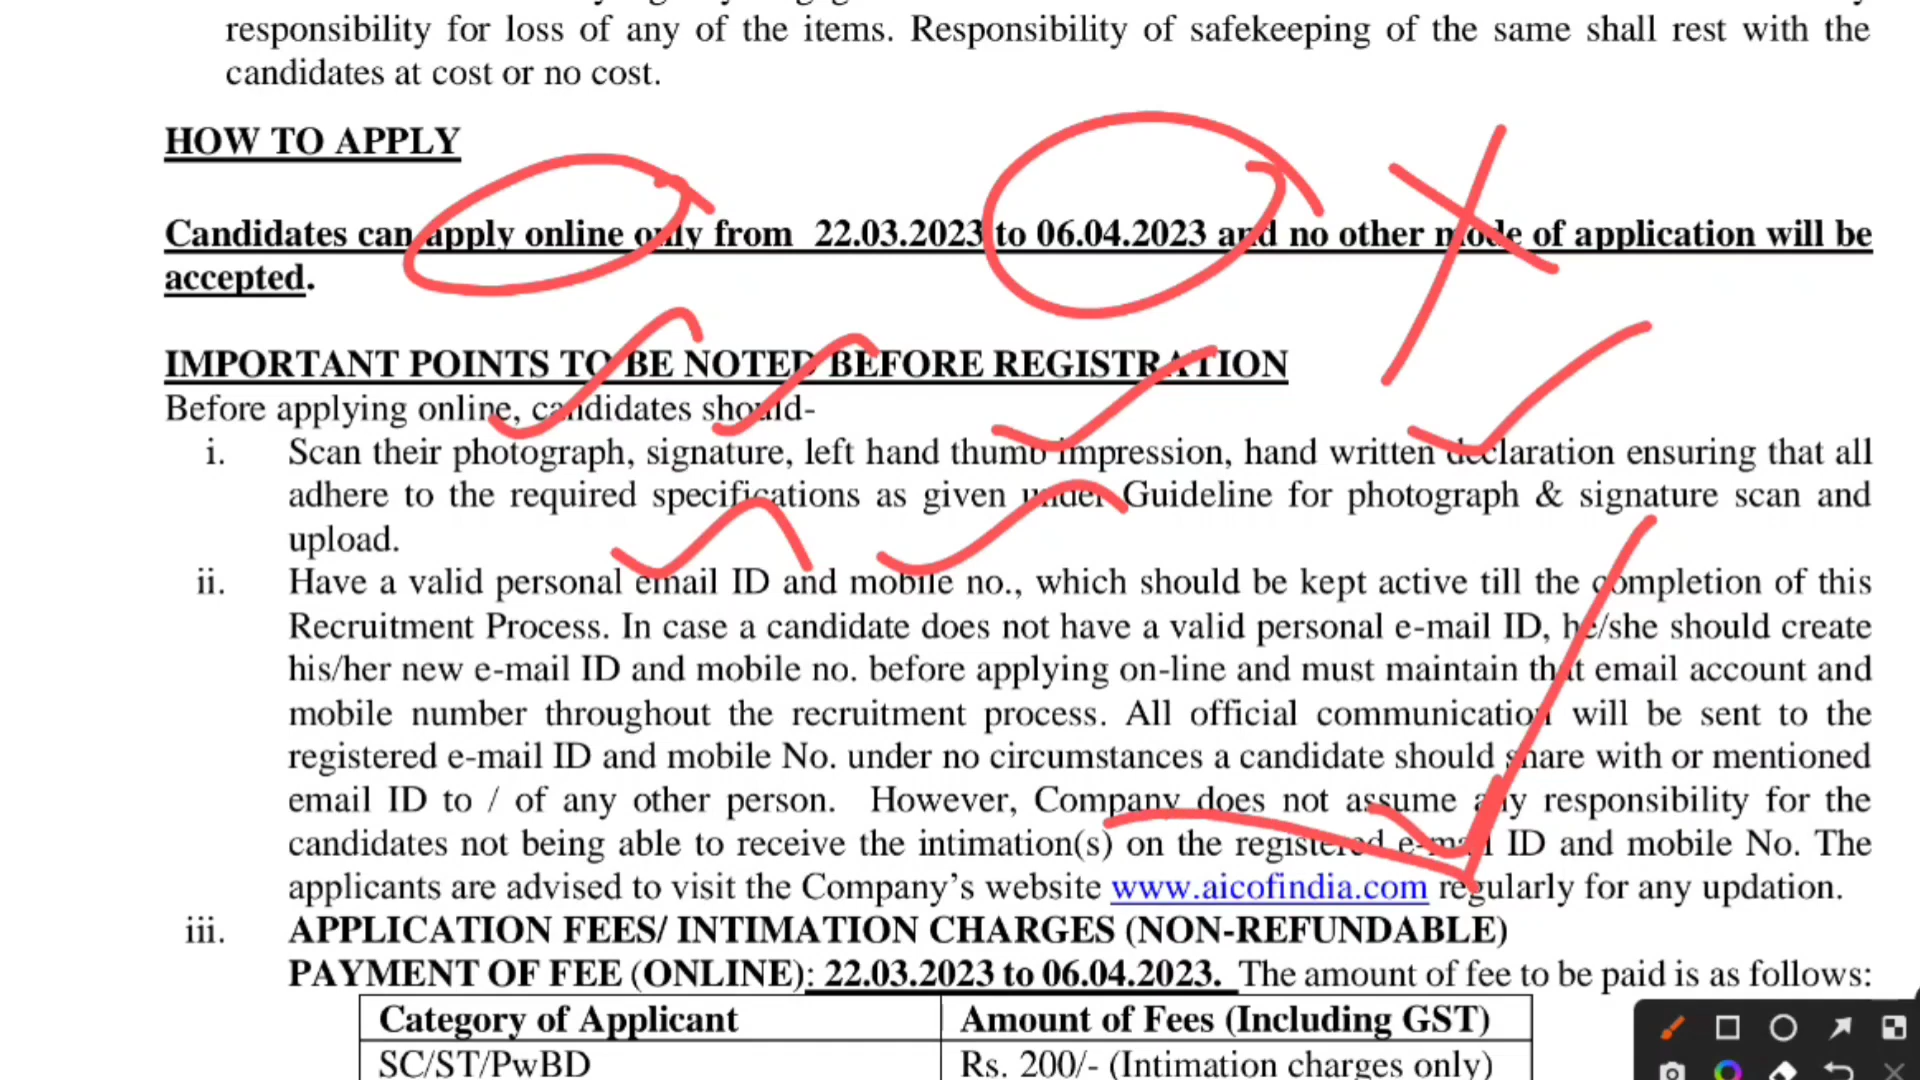 responsibility for loss of any of the items. Responsibility of safekeeping of the same shall rest with the
candidates at cost or no cost.
HOW TO APPLY
Candidates can apply online only from 22.03.2023 to 06.04.2023 and no other mode of application will be
accepted.
IMPORTANT POINTS TO BE NOTED BEFORE REGISTRATION
Before applying online, candidates should-
i. Scan their photograph, signature, left hand thumb impression, hand written declaration ensuring that all
adhere to the required specifications as given under Guideline for photograph & signature scan and
upload.
ii. Have a valid personal email ID and mobile no., which should be kept active till the completion of this
Recruitment Process. In case a candidate does not have a valid personal e-mail ID, he/she should create
his/her new e-mail ID and mobile no. before applying on-line and must maintain that email account and
mobile number throughout the recruitment process. All official communication will be sent to the
registered e-mail ID and mobile No. under no circumstances a candidate should share with or mentioned
email ID to / of any other person. However, Company does not assume any responsibility for the
candidates not being able to receive the intimation(s) on the registered e-mail ID and mobile No. The
applicants are advised to visit the Company’s website www.aicofindia.com regularly for any updation.
iii. APPLICATION FEES/ INTIMATION CHARGES (NON-REFUNDABLE)
PAYMENT OF FEE (ONLINE): 22.03.2023 to 06.04.2023. The amount of fee to be paid is as follows:
Category of Applicant Amount of Fees (Including GST)
SC/ST/PwBD Rs. 200/- (Intimation charges only)